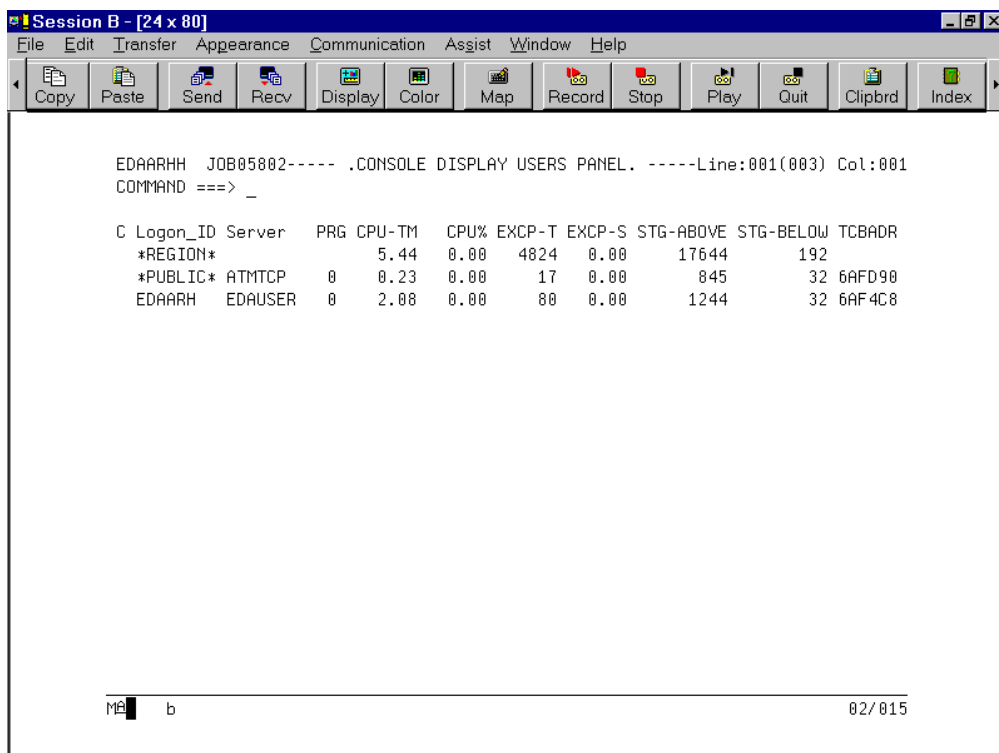 Session B - [24 x 80]
File Edit Transfer Appearance Communication Assist Window Help
Copy Paste Send Recv Display Color Map Record Stop Play Quit Clipbrd Index
EDAARHH JOB05802----- .CONSOLE DISPLAY USERS PANEL. -----Line:001(003) Col:001
COMMAND ===> _
C Logon_ID Server PRG CPU-TM CPU% EXCP-T EXCP-S STG-ABOVE STG-BELOW TCBADR
*REGION* 5.44 0.00 4824 0.00 17644 192
*PUBLIC* ATMTCP 0 0.23 0.00 17 0.00 845 32 6AFD90
EDAARH EDAUSER 0 2.08 0.00 80 0.00 1244 32 6AF4C8
MA b 02/015